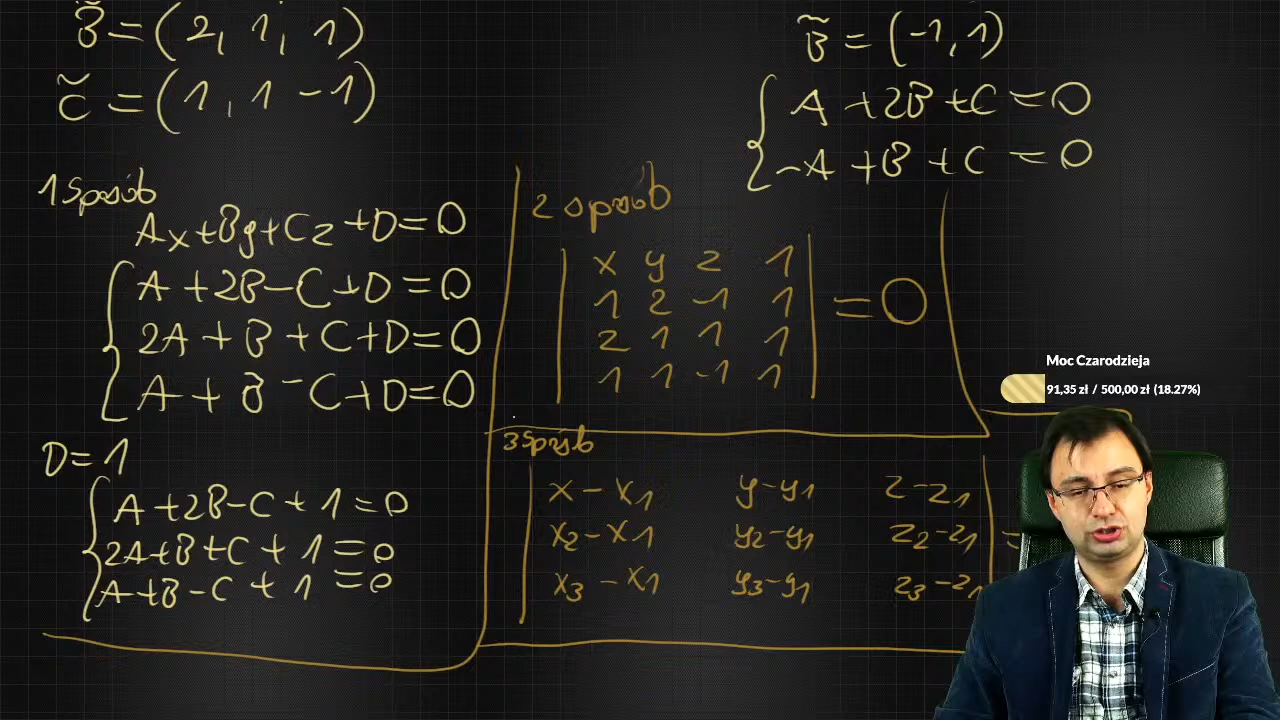 B̃ = (2, 1, 1)
C̃ = (1, 1 -1)
B̃ = (-1, 1)
A + 2B + C = 0
-A + B + C = 0
1 sposób
Ax + By + Cz + D = 0
A + 2B - C + D = 0
2A + B + C + D = 0
A + B - C + D = 0
D = 1
A + 2B - C + 1 = 0
2A + B + C + 1 = 0
A + B - C + 1 = 0
2 sposób
x y z 1
1 2 -1 1
2 1 1 1
1 1 -1 1
= 0
3 sposób
x - x1 y - y1 z - z1
x2 - x1 y2 - y1 z2 - z1
x3 - x1 y3 - y1 z3 - z1
=
Moc Czarodzieja
91,35 zł / 500,00 zł (18.27%)